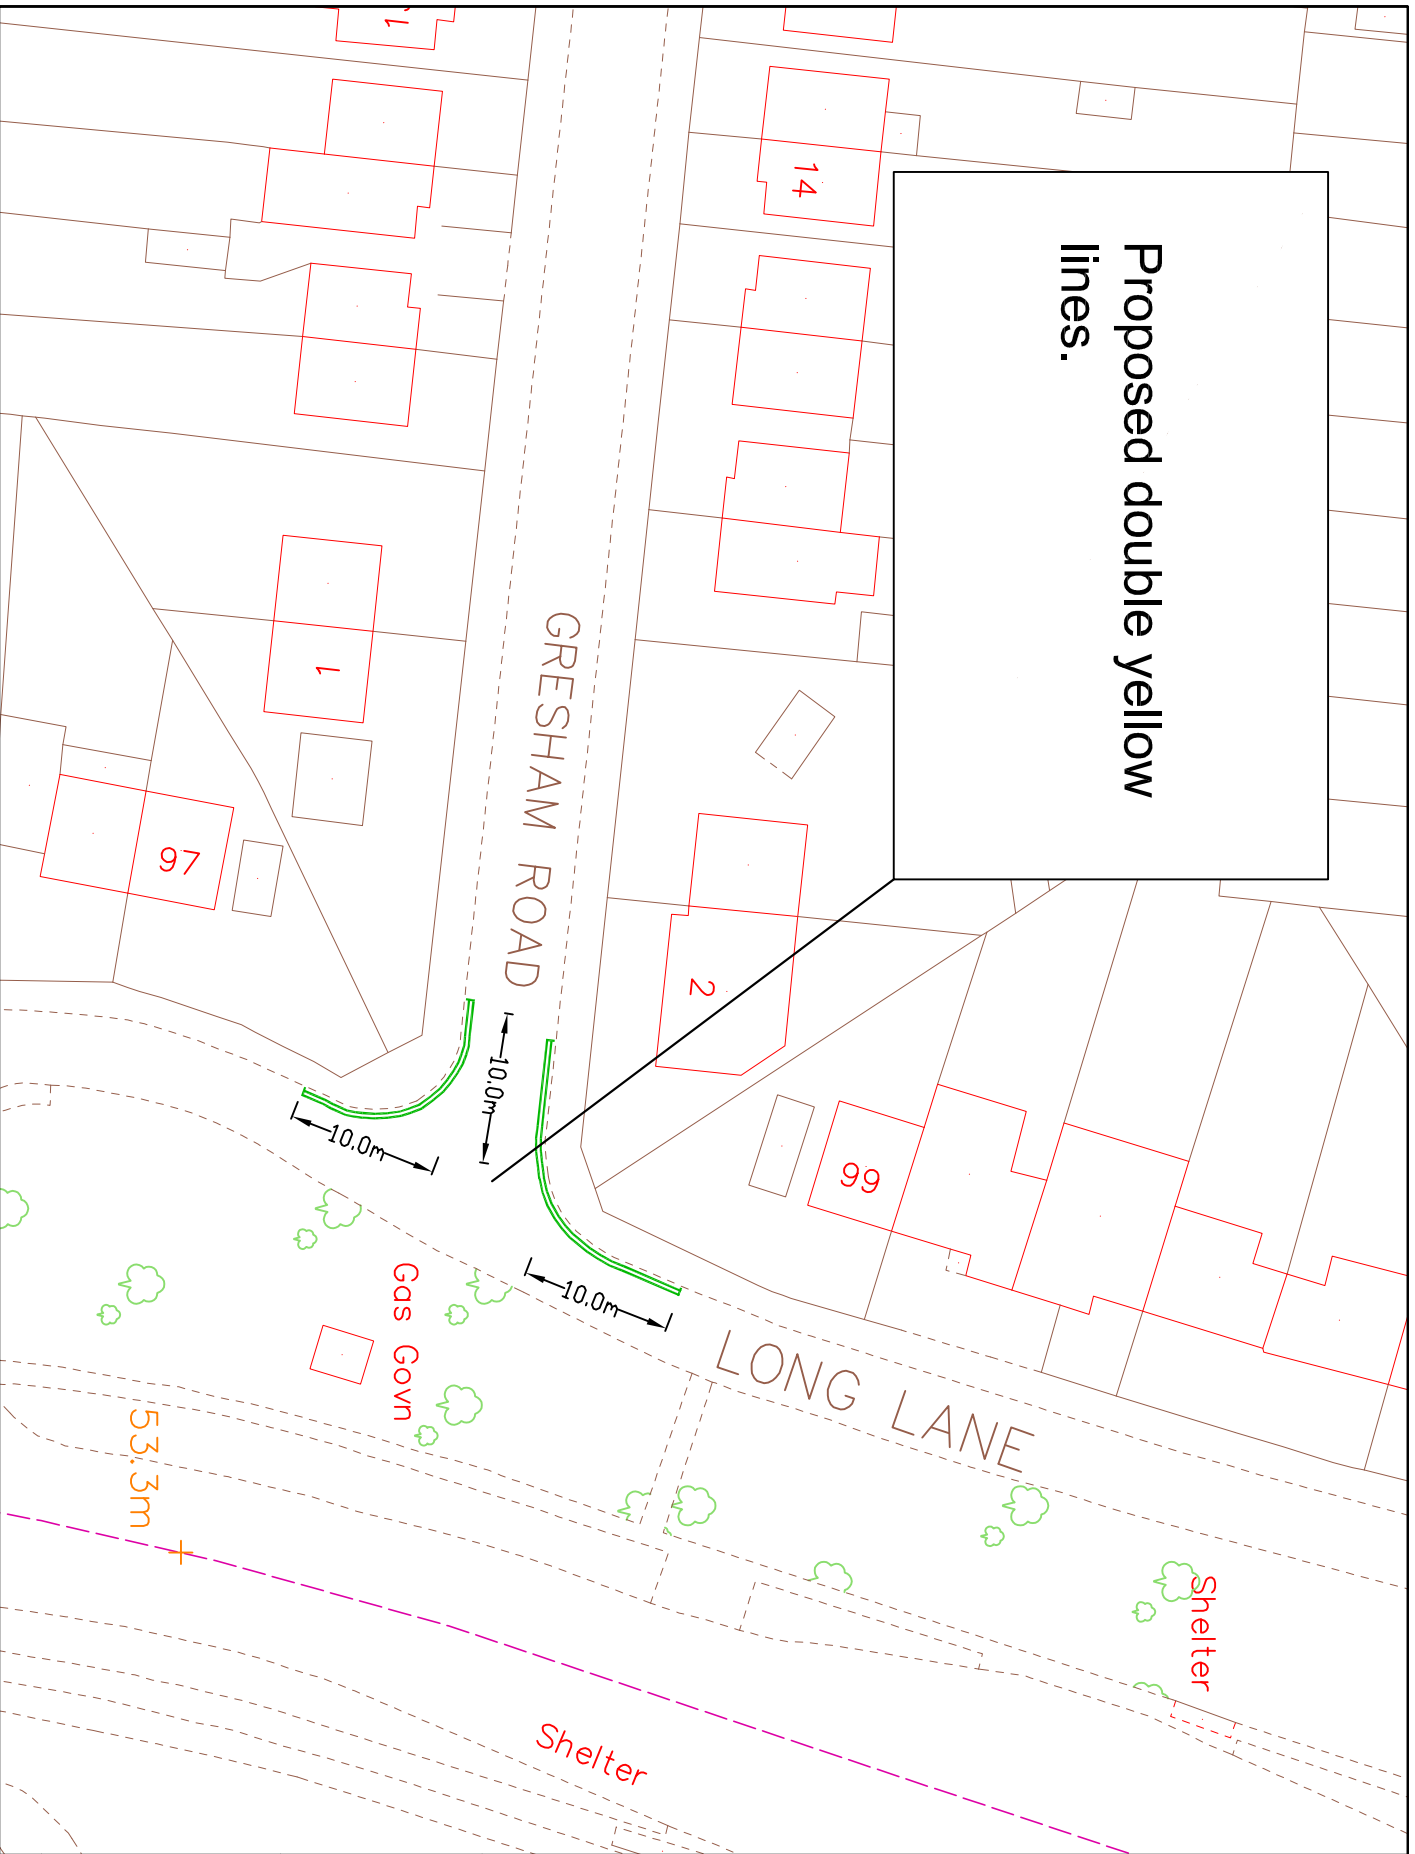 Proposed double yellow
lines.
14
1
GRESHAM ROAD
2
97
99
10.0m
10.0m
10.0m
LONG LANE
Gas Govn
53.3m
Shelter
Shelter